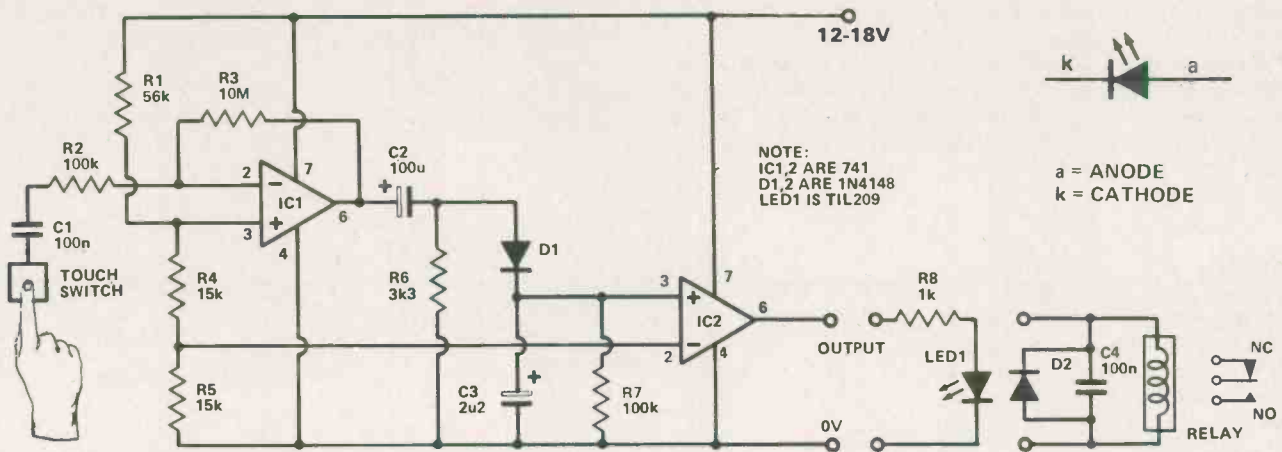 12-18V
k
a
R1
56k
R3
10M
R2
100k
C2
100u
+
NOTE:
IC1,2 ARE 741
D1,2 ARE 1N4148
LED1 IS TIL209
a = ANODE
k = CATHODE
2
−
7
IC1
6
+
3
4
C1
100n
TOUCH
SWITCH
R4
15k
R6
3k3
D1
3
+
7
IC2
6
−
2
4
R8
1k
OUTPUT
LED1
D2
C4
100n
NC
NO
R5
15k
C3
2u2
+
R7
100k
0V
RELAY